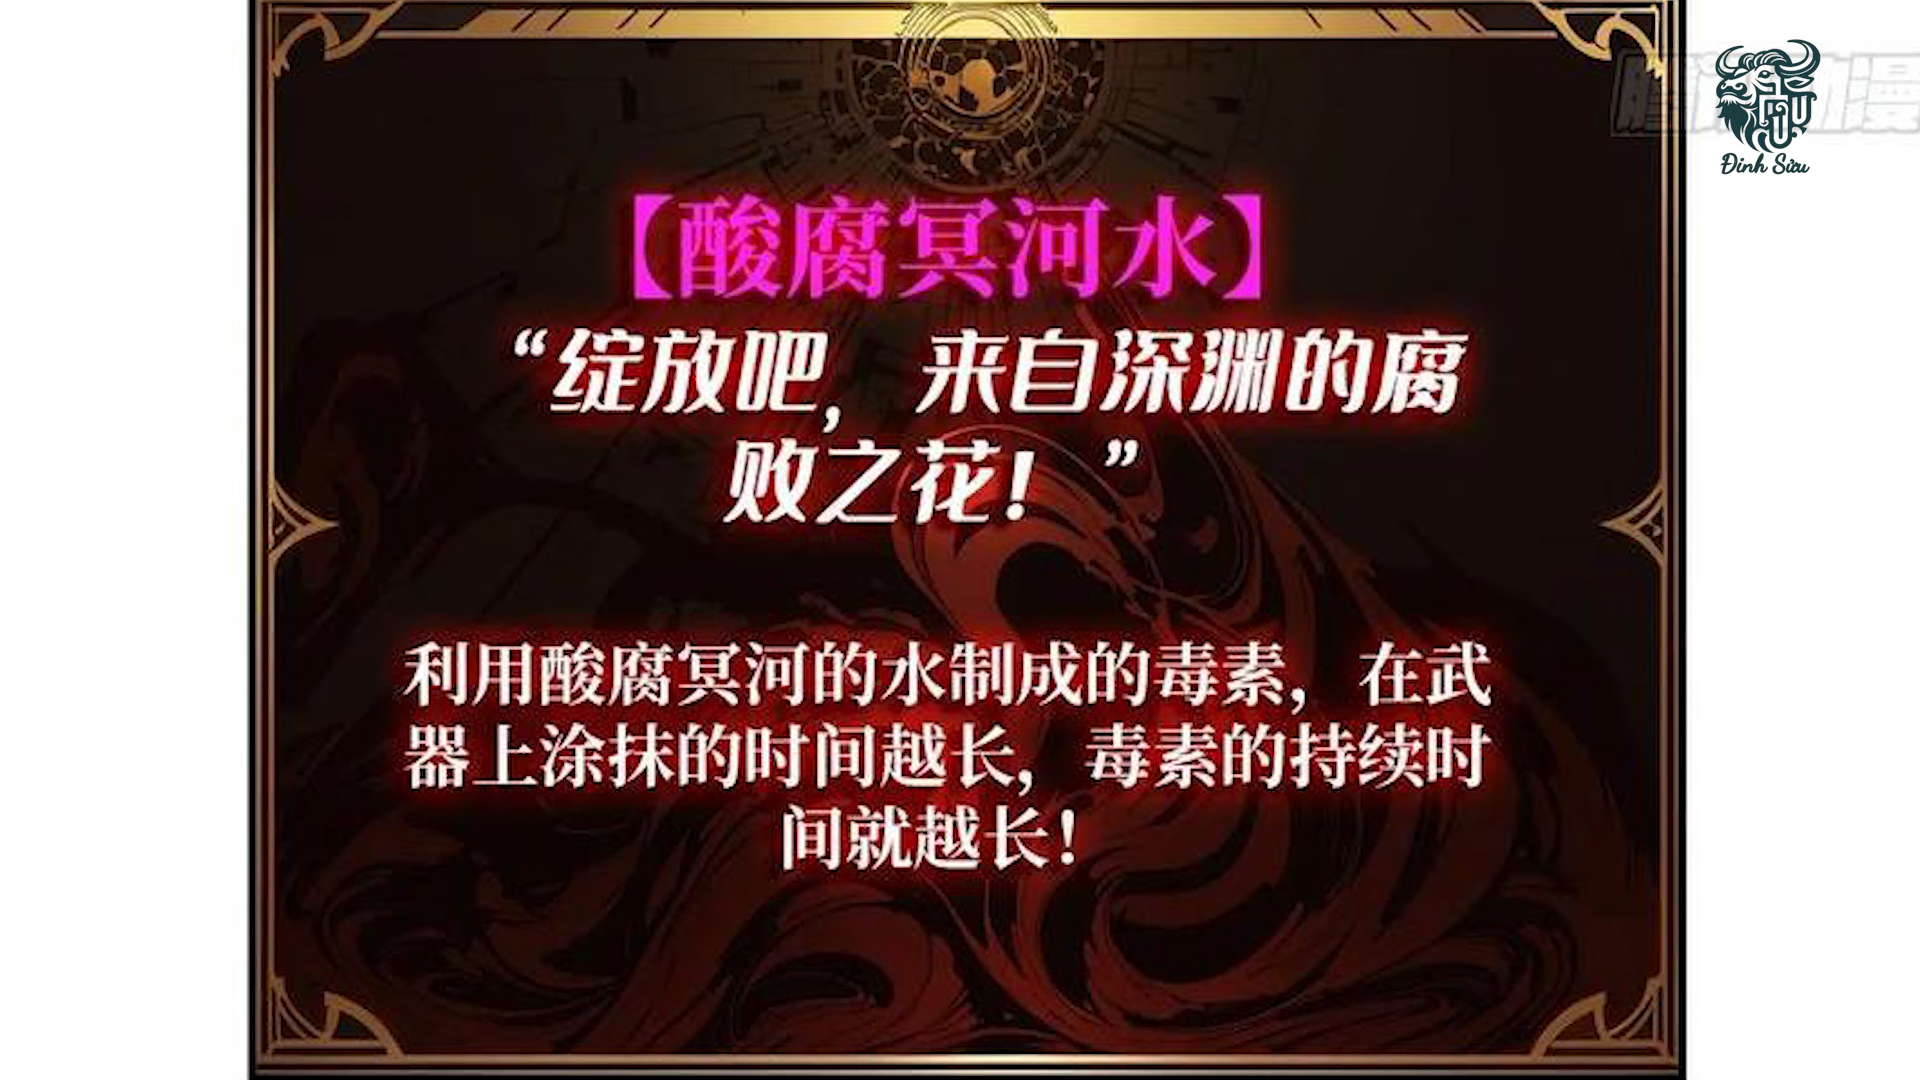 【酸腐冥河水】
“绽放吧，来自深渊的腐
败之花！”
利用酸腐冥河的水制成的毒素，在武
器上涂抹的时间越长，毒素的持续时
间就越长！
Đinh Sửu